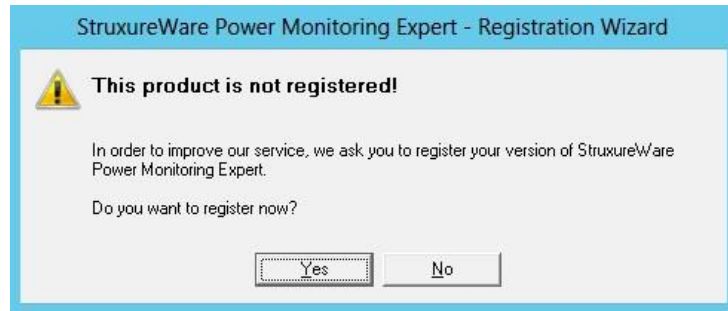 StruxureWare Power Monitoring Expert - Registration Wizard
This product is not registered!
In order to improve our service, we ask you to register your version of StruxureWare
Power Monitoring Expert.
Do you want to register now?
Yes
No